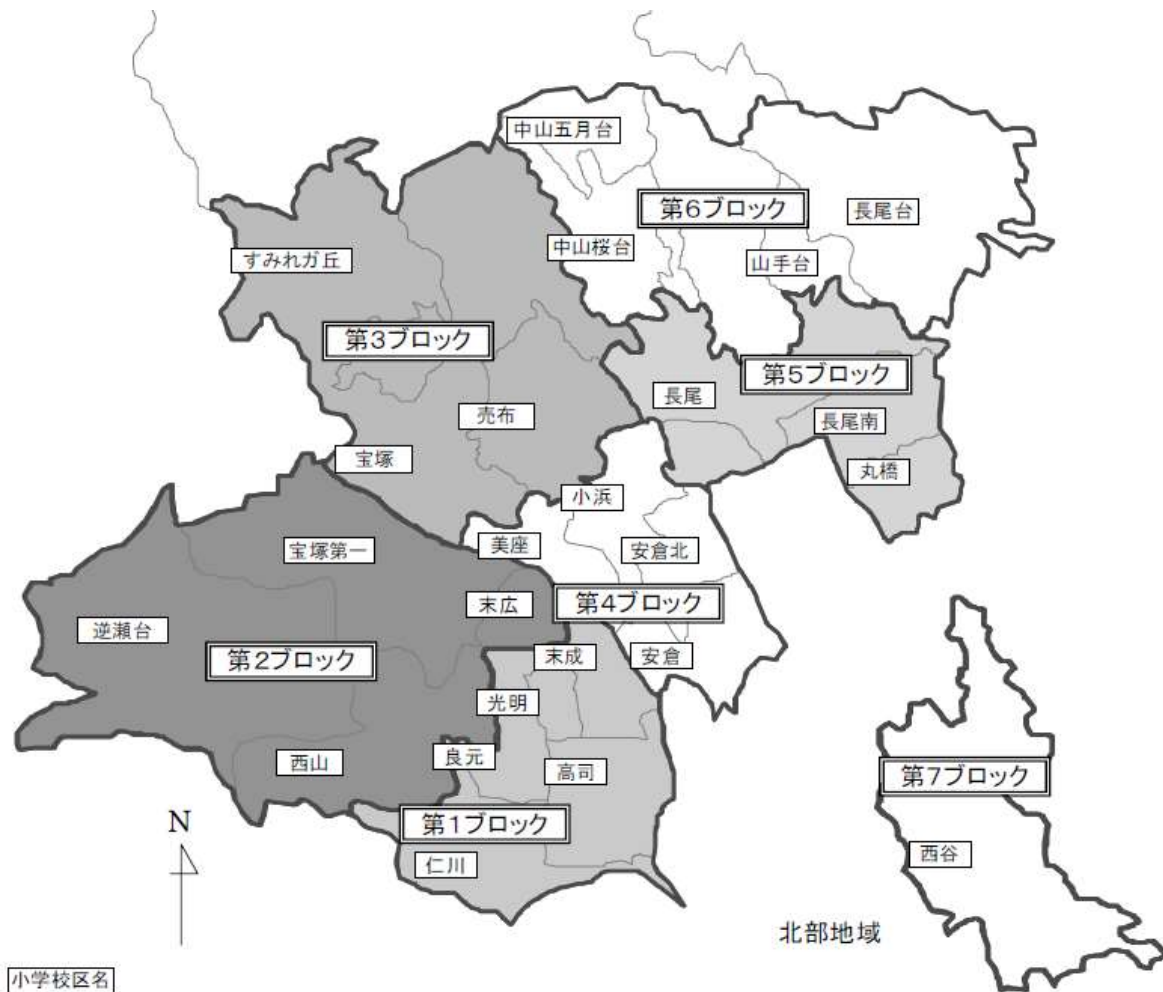 中山五月台
第6ブロック
長尾台
中山桜台
山手台
すみれガ丘
第3ブロック
第5ブロック
長尾
売布
長尾南
宝塚
丸橋
小浜
美座
宝塚第一
安倉北
末広
第4ブロック
逆瀬台
第2ブロック
末成
安倉
光明
西山
良元
高司
第7ブロック
第1ブロック
仁川
西谷
N
北部地域
小学校区名